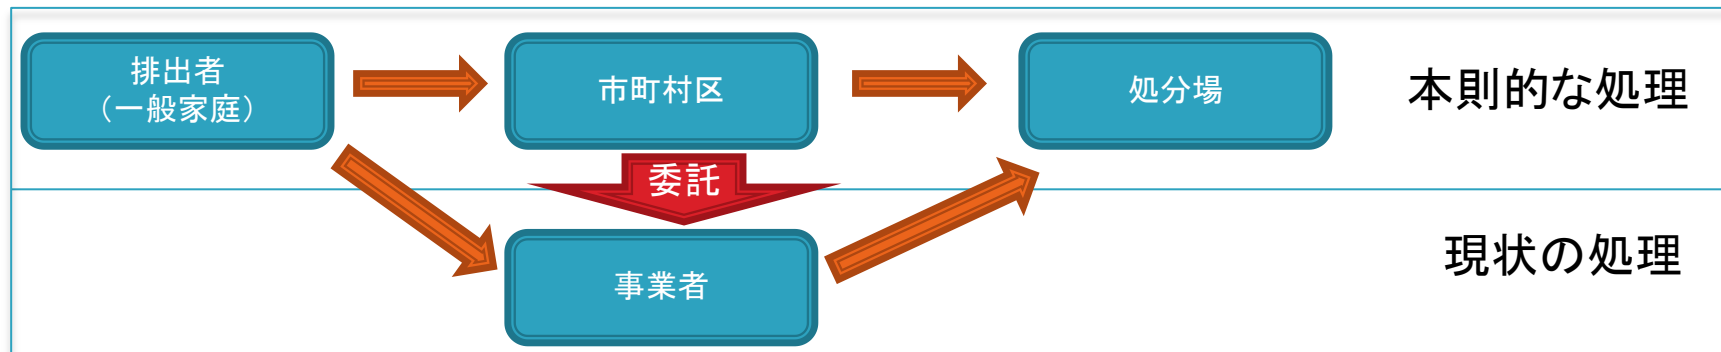 排出者
（一般家庭）
市町村区
処分場
本則的な処理
委託
事業者
現状の処理